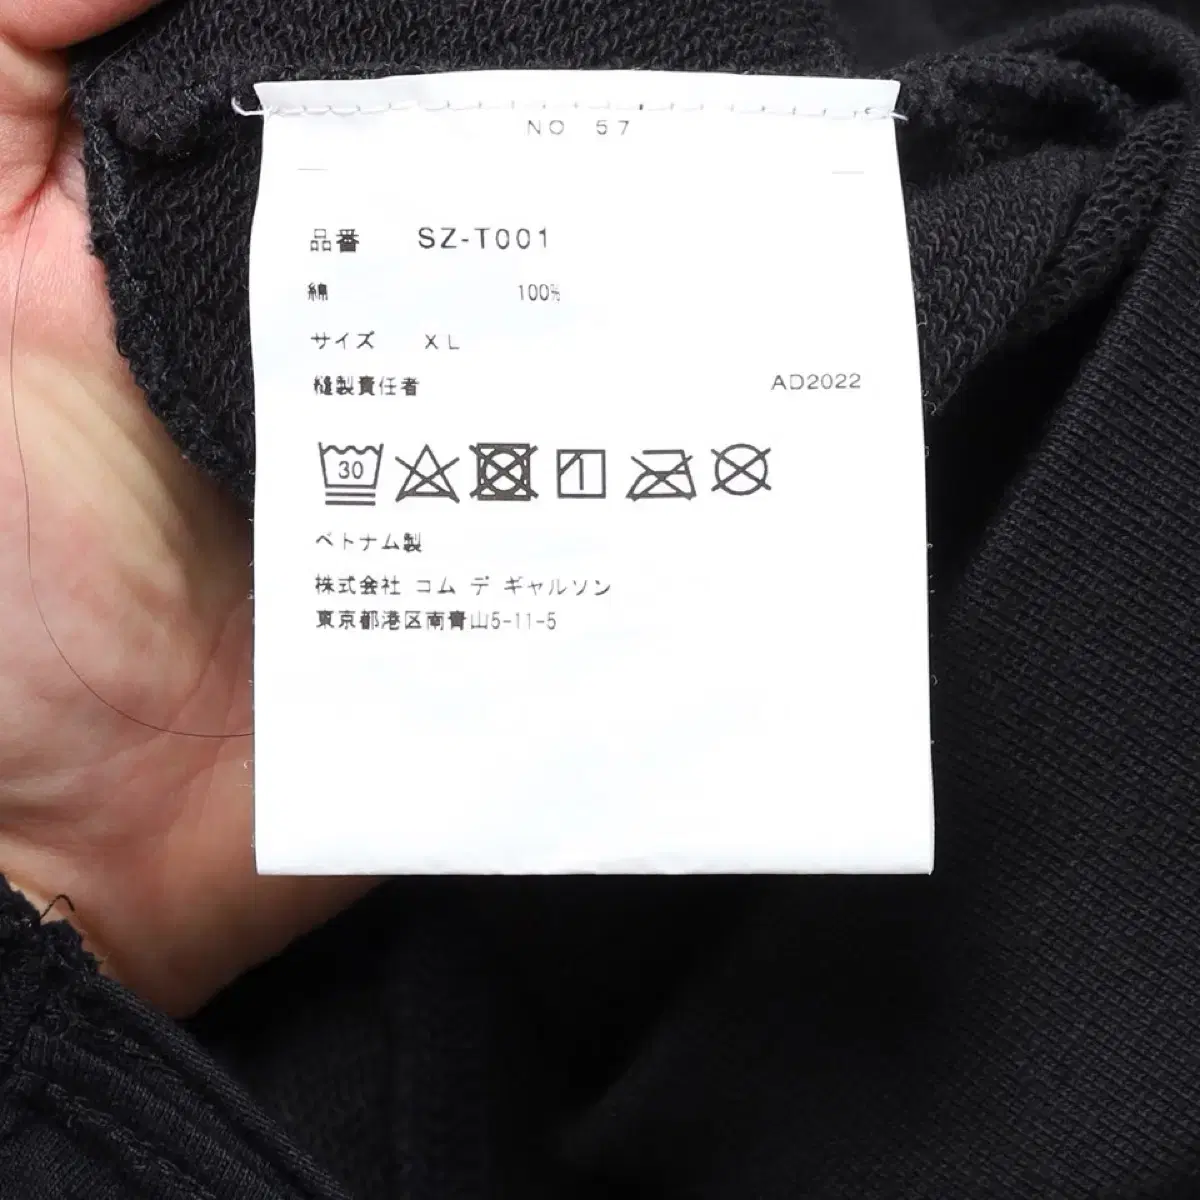 NO 57
品番 SZ-T001
綿 100%
サイズ XL
縫製責任者 AD2022
30
ベトナム製
株式会社 コム デ ギャルソン
東京都港区南青山5-11-5